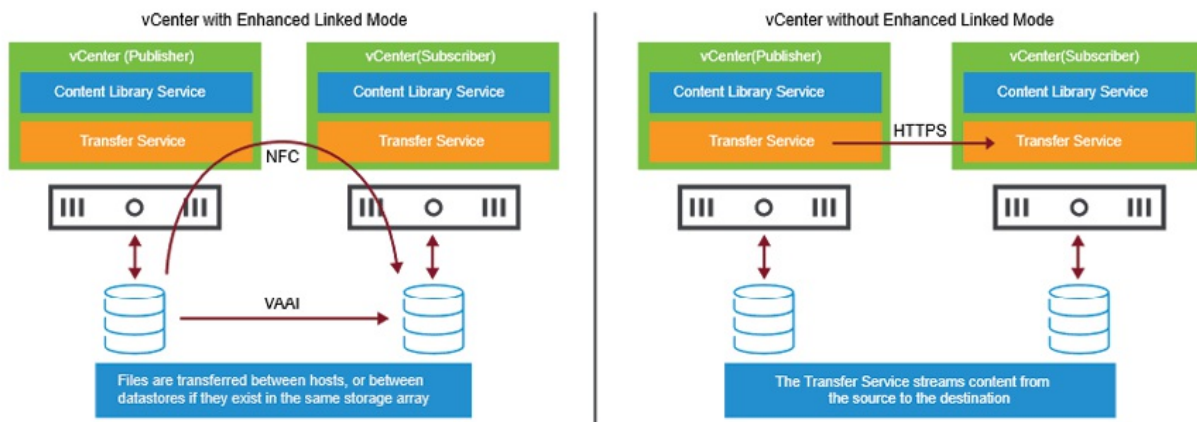 vCenter with Enhanced Linked Mode
vCenter (Publisher)
Content Library Service
Transfer Service
vCenter(Subscriber)
Content Library Service
Transfer Service
NFC
VAAI
Files are transferred between hosts, or between
datastores if they exist in the same storage array
vCenter without Enhanced Linked Mode
vCenter(Publisher)
Content Library Service
Transfer Service
HTTPS
vCenter(Subscriber)
Content Library Service
Transfer Service
The Transfer Service streams content from
the source to the destination